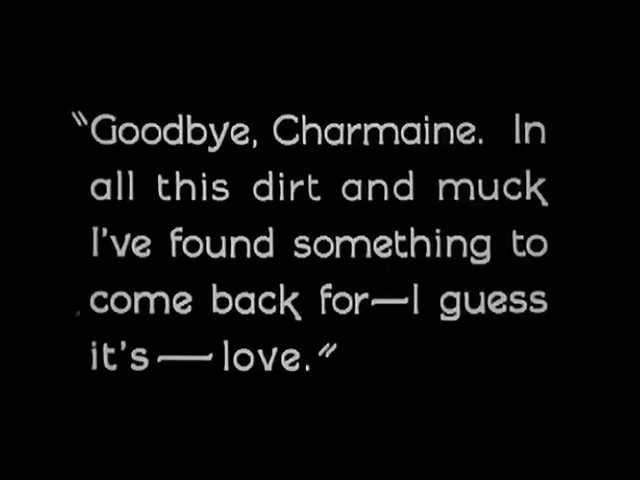 "Goodbye, Charmaine. In
all this dirt and muck
I've found something to
come back for—I guess
it's — love."